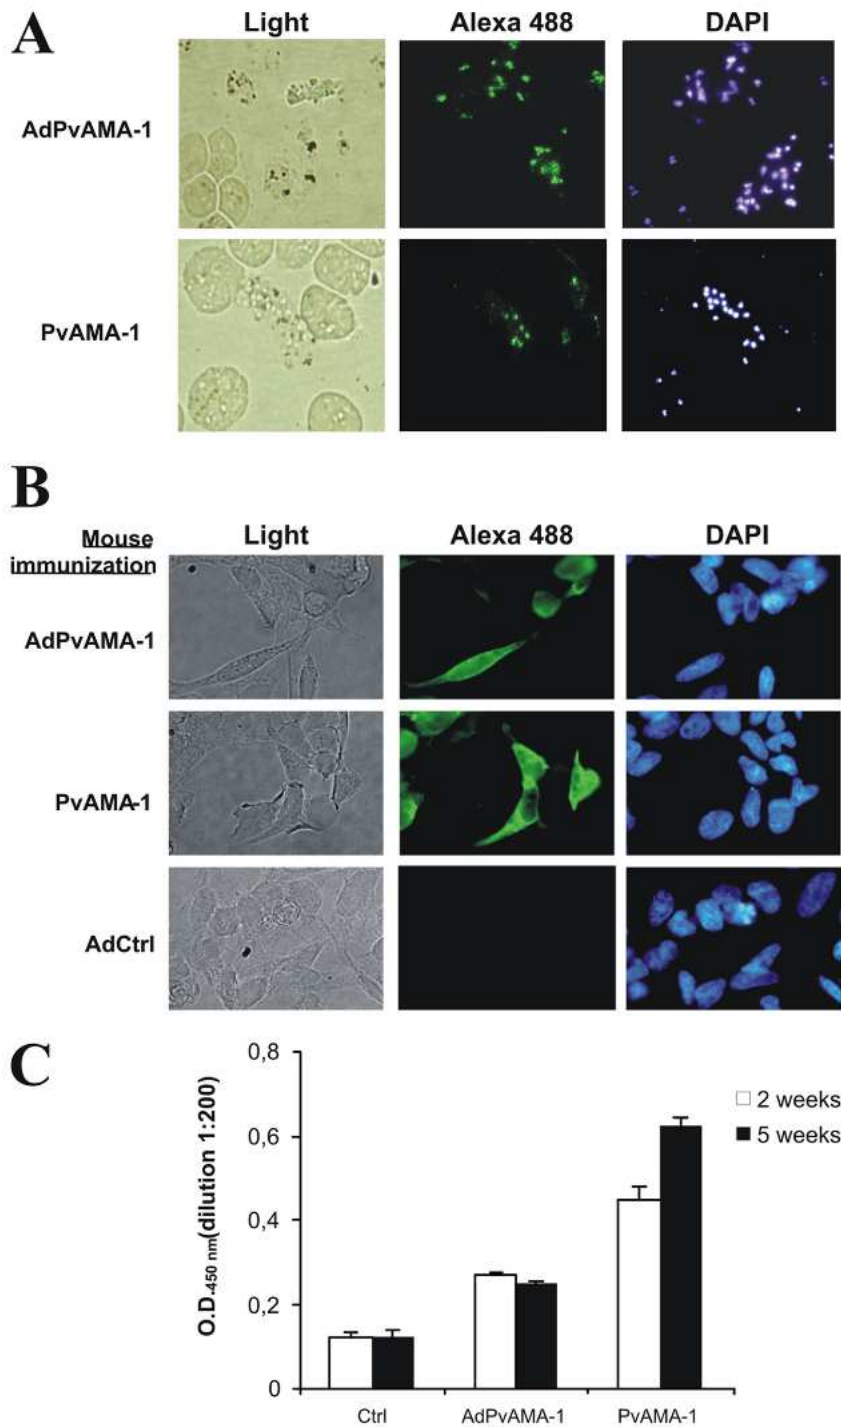 A
Light Alexa 488 DAPI
AdPvAMA-1
PvAMA-1
B
Mouse immunization
Light Alexa 488 DAPI
AdPvAMA-1
PvAMA-1
AdCtrl
C
O.D.450 nm(dilution 1:200)
0,8
0,6
0,4
0,2
0
2 weeks
5 weeks
Ctrl AdPvAMA-1 PvAMA-1